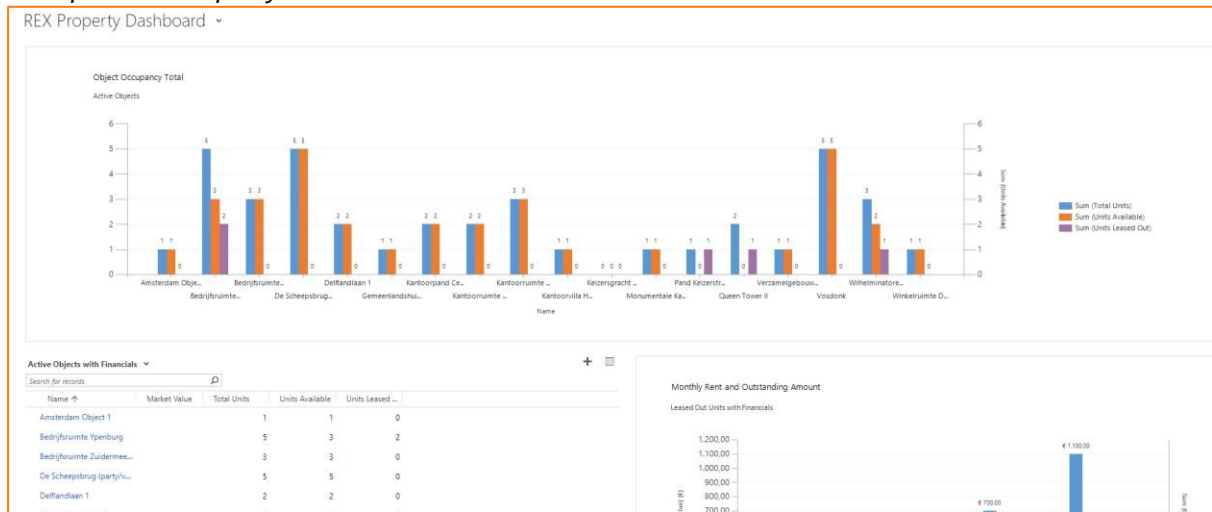 REX Property Dashboard
Object Occupancy Total
Active Objects
6
5
4
3
2
1
0
6
5
4
3
2
1
0
1 1 0
5 3 2
3 3 0
5 5 0
2 2 0
1 1 0
2 2 0
2 2 0
3 3 0
1 1 0
0 0 0
1 1 0
1 0 1
2 0 1
1 1 0
5 5 0
3 2 1
1 1 0
Sum (Units Available)
Sum (Total Units)
Sum (Units Available)
Sum (Units Leased Out)
Amsterdam Obje... Bedrijfsruimte... Delflandlaan 1 Kantoorpand Ce... Kantoorruimte ... Keizersgracht ... Pand Keizerstr... Verzamelgebouw... Wilhelminatore...
Bedrijfsruimte... De Scheepsbrug... Gemeenlandshui... Kantoorruimte ... Kantoorvilla H... Monumentale Ka... Queen Tower II Vosdonk Winkelruimte D...
Name
Active Objects with Financials
Search for records
Name Market Value Total Units Units Available Units Leased ...
Amsterdam Object 1 1 1 0
Bedrijfsruimte Ypenburg 5 3 2
Bedrijfsruimte Zuidermee... 3 3 0
De Scheepsbrug (party/v... 5 5 0
Delflandlaan 1 2 2 0
Monthly Rent and Outstanding Amount
Leased Out Units with Financials
1.200,00
1.100,00
1.000,00
900,00
800,00
700,00
€ 700,00
€ 1.100,00